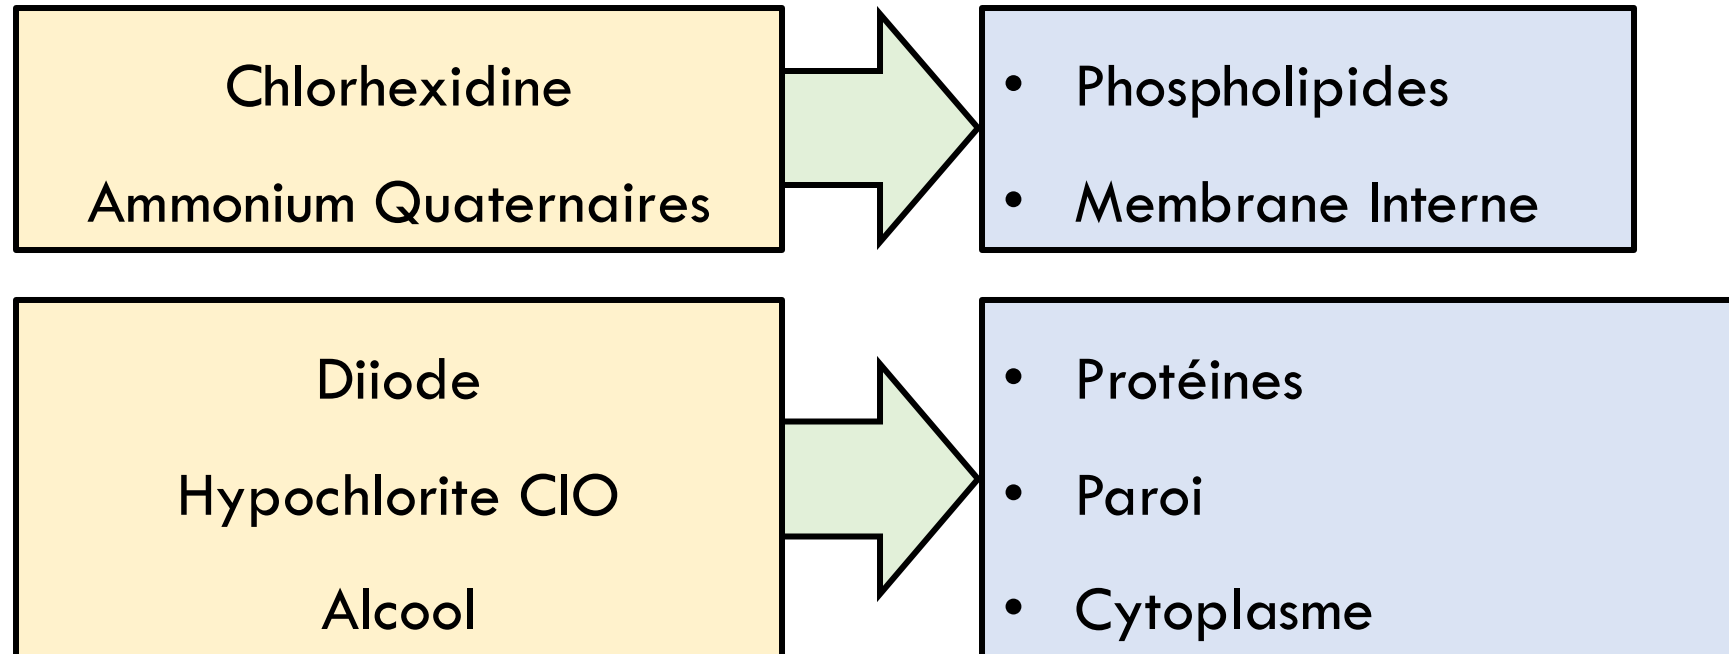 Chlorhexidine
Ammonium Quaternaires
• Phospholipides
• Membrane Interne
Diiode
Hypochlorite ClO
Alcool
• Protéines
• Paroi
• Cytoplasme